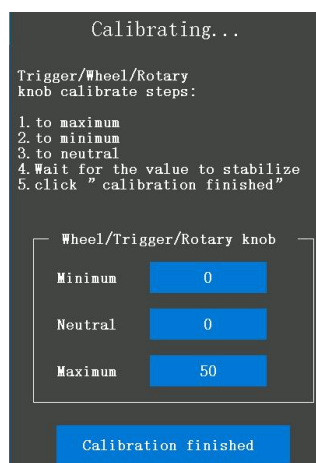 Calibrating...
Trigger/Wheel/Rotary
knob calibrate steps:
1. to maximum
2. to minimum
3. to neutral
4. Wait for the value to stabilize
5. click ” calibration finished”
Wheel/Trigger/Rotary knob
Minimum 0
Neutral 0
Maximum 50
Calibration finished